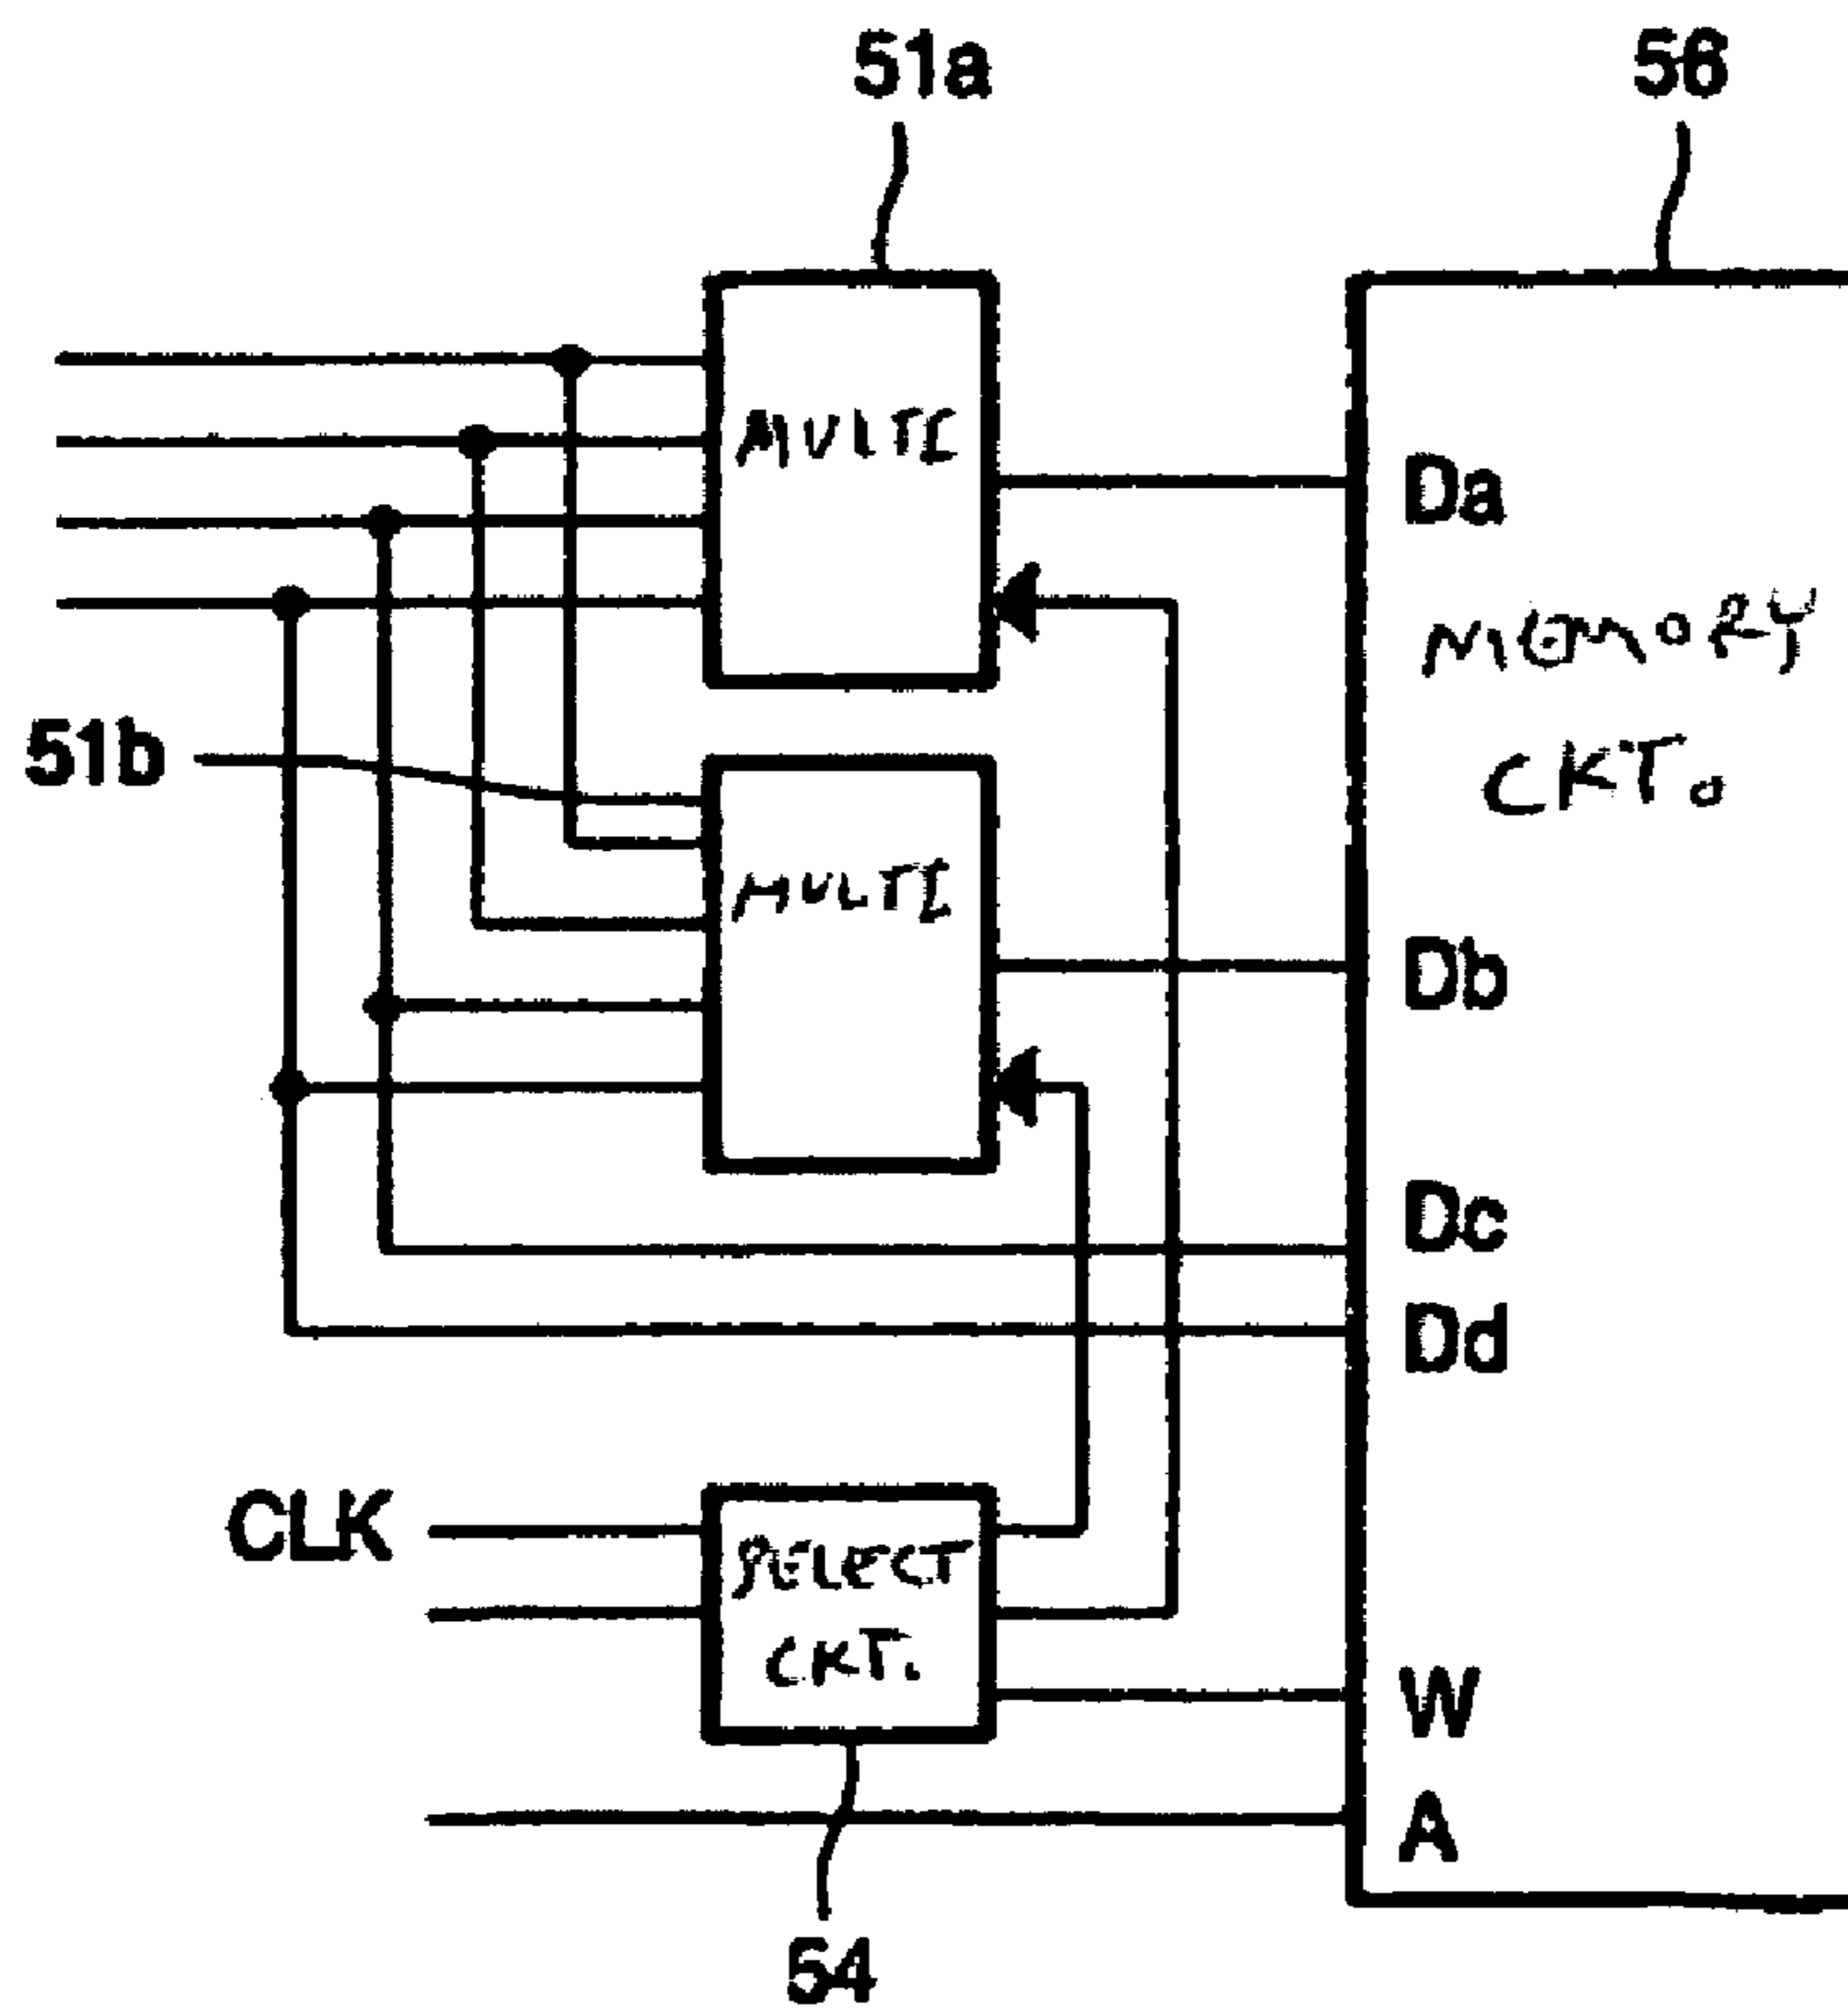 51a
56
MULTI
Da
MEMORY
CKT.
51b
MULTI
Db
Dc
Dd
CLK
SELECT
CKT.
W
A
54